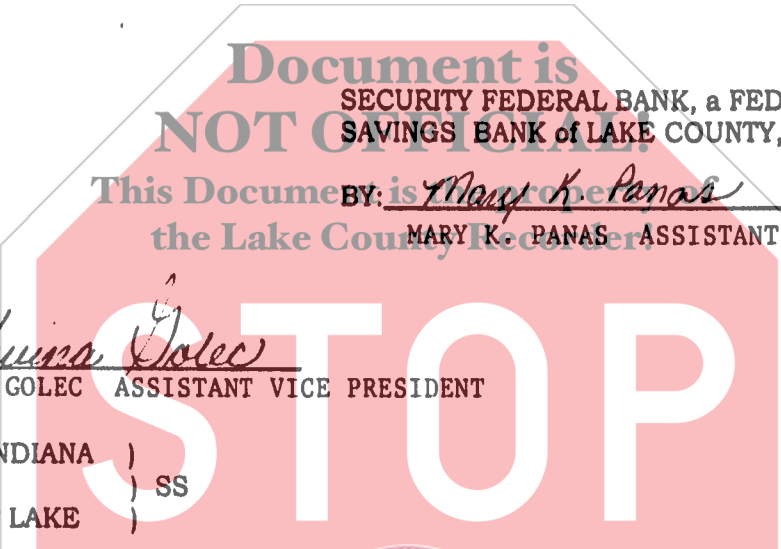 Document is
SECURITY FEDERAL BANK, a FED
NOT OFFICIAL!
SAVINGS BANK of LAKE COUNTY,
This Document is the property of
BY: Mary K. Panas
the Lake County Recorder!
MARY K. PANAS ASSISTANT
Golec
GOLEC ASSISTANT VICE PRESIDENT
STOP
NDIANA )
) SS
LAKE )